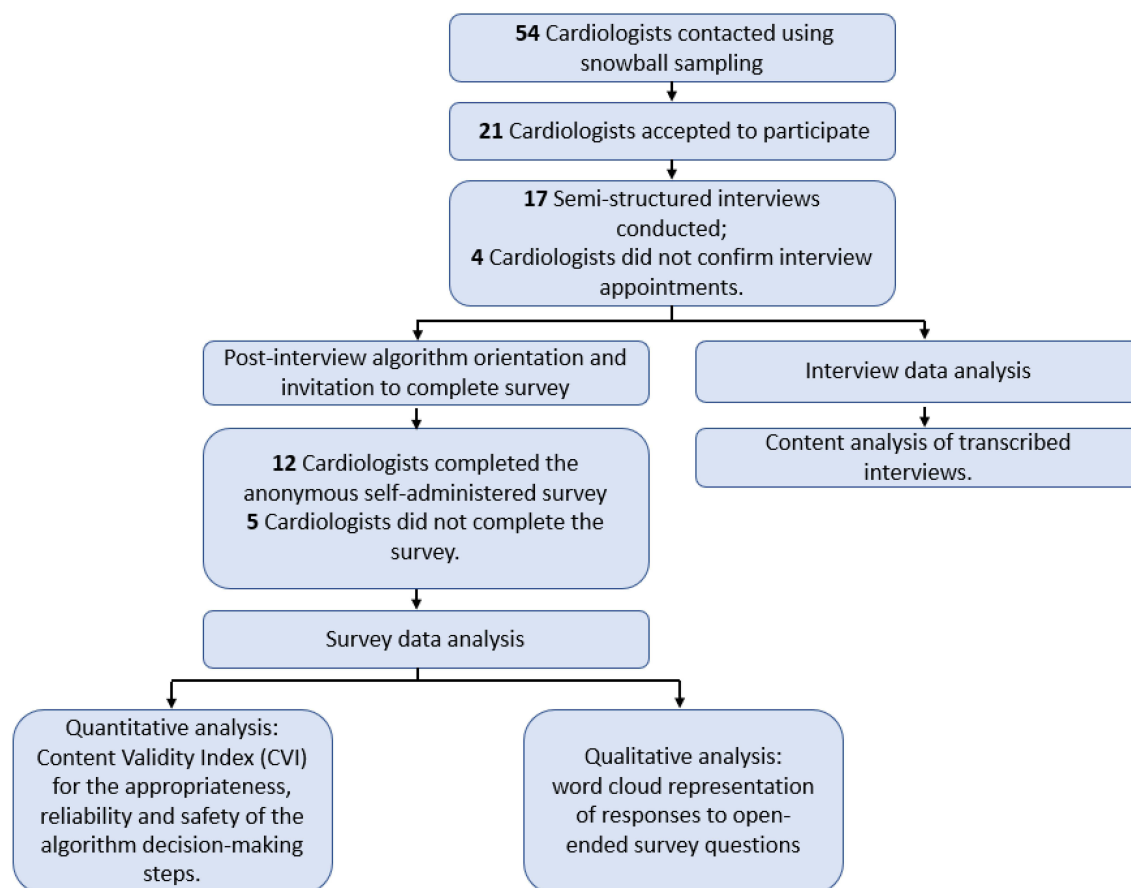 54 Cardiologists contacted using
snowball sampling
21 Cardiologists accepted to participate
17 Semi-structured interviews
conducted;
4 Cardiologists did not confirm interview
appointments.
Post-interview algorithm orientation and
invitation to complete survey
Interview data analysis
12 Cardiologists completed the
anonymous self-administered survey
5 Cardiologists did not complete the
survey.
Content analysis of transcribed
interviews.
Survey data analysis
Quantitative analysis:
Content Validity Index (CVI)
for the appropriateness,
reliability and safety of the
algorithm decision-making
steps.
Qualitative analysis:
word cloud representation
of responses to open-
ended survey questions